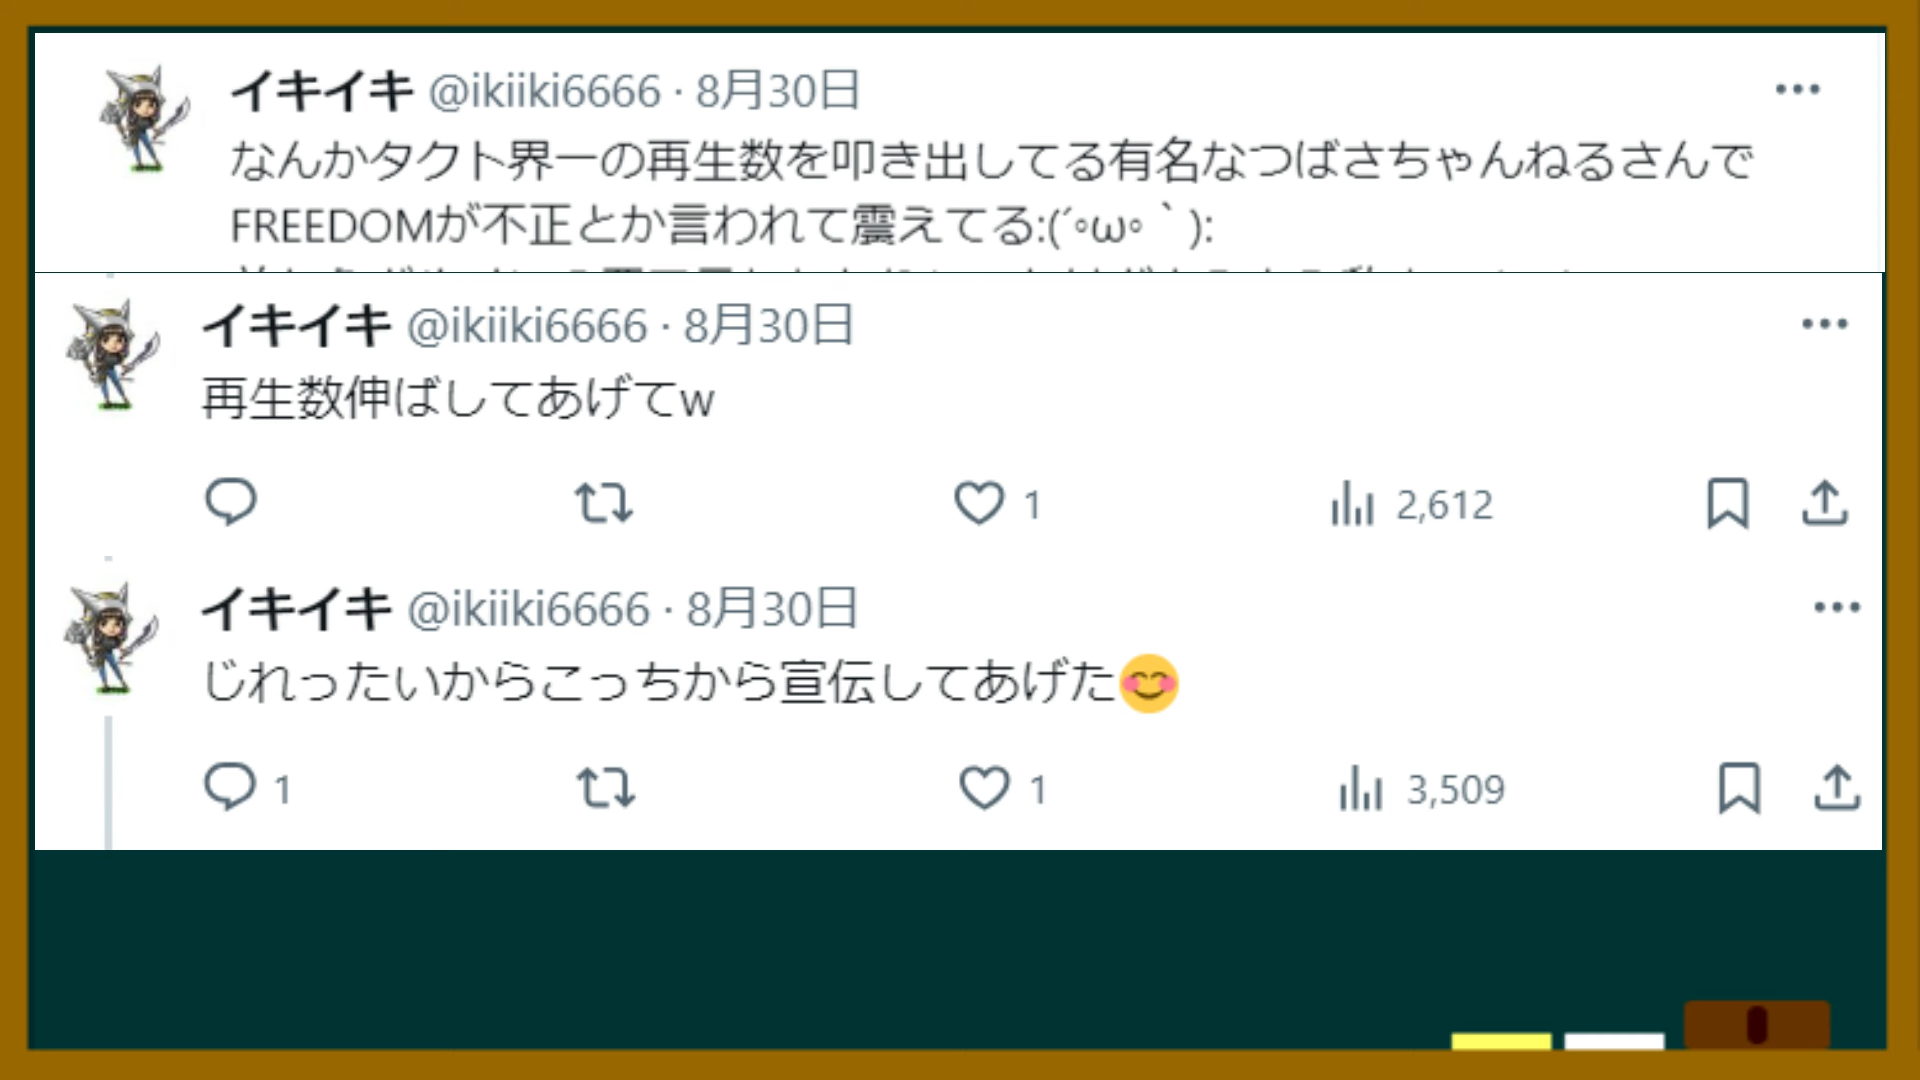 イキイキ @ikiiki6666 · 8月30日
なんかタクト界一の再生数を叩き出してる有名なつばさちゃんねるさんで
FREEDOMが不正とか言われて震えてる:(´◦ω◦｀):
イキイキ @ikiiki6666 · 8月30日
再生数伸ばしてあげてw
1 2,612
イキイキ @ikiiki6666 · 8月30日
じれったいからこっちから宣伝してあげた😊
1 1 3,509